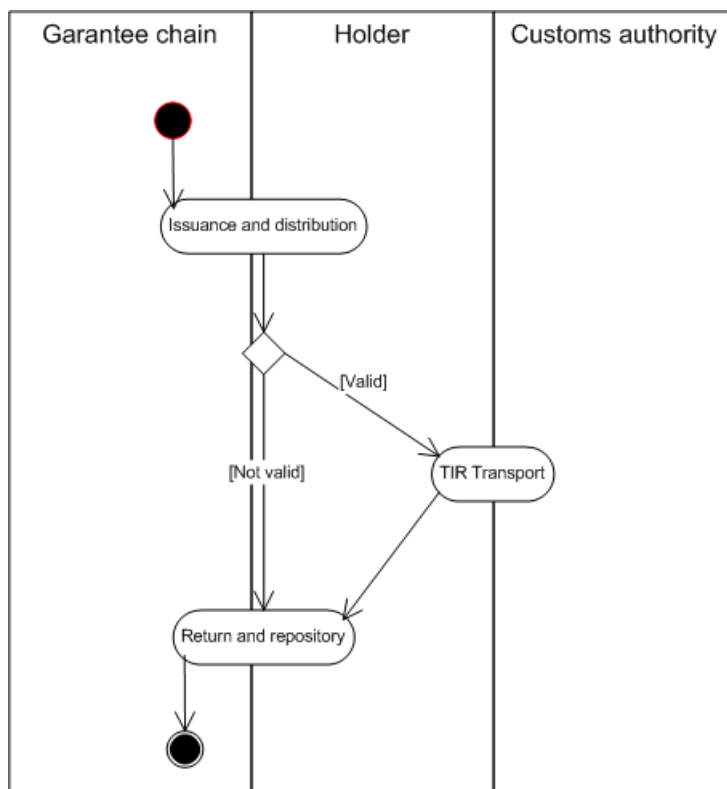 Garantee chain
Holder
Customs authority
Issuance and distribution
[Valid]
[Not valid]
TIR Transport
Return and repository